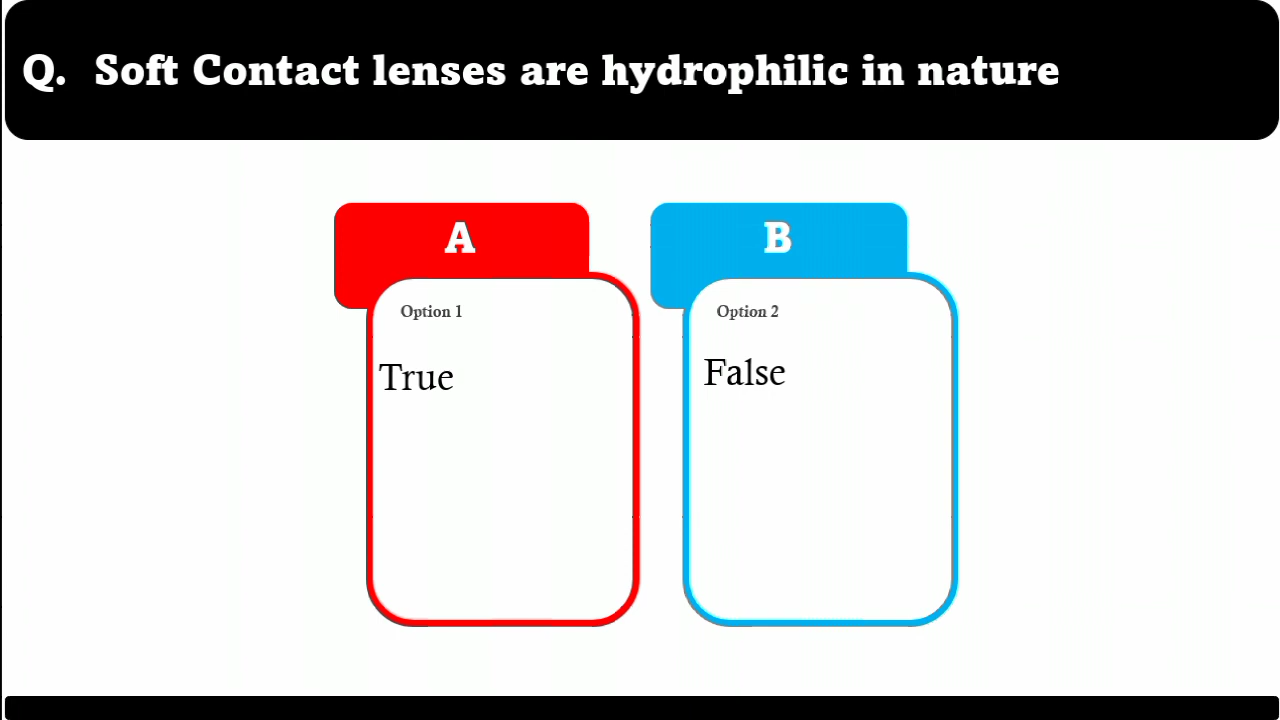 Q. Soft Contact lenses are hydrophilic in nature
A
Option 1
True
B
Option 2
False